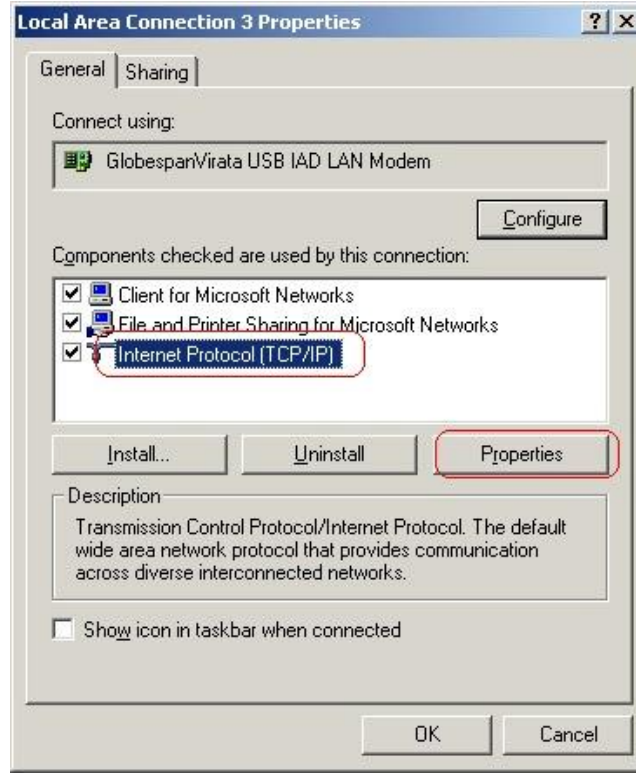 Local Area Connection 3 Properties
General Sharing
Connect using:
GlobespanVirata USB IAD LAN Modem
Configure
Components checked are used by this connection:
Client for Microsoft Networks
File and Printer Sharing for Microsoft Networks
Internet Protocol (TCP/IP)
Install... Uninstall Properties
Description
Transmission Control Protocol/Internet Protocol. The default
wide area network protocol that provides communication
across diverse interconnected networks.
Show icon in taskbar when connected
OK Cancel